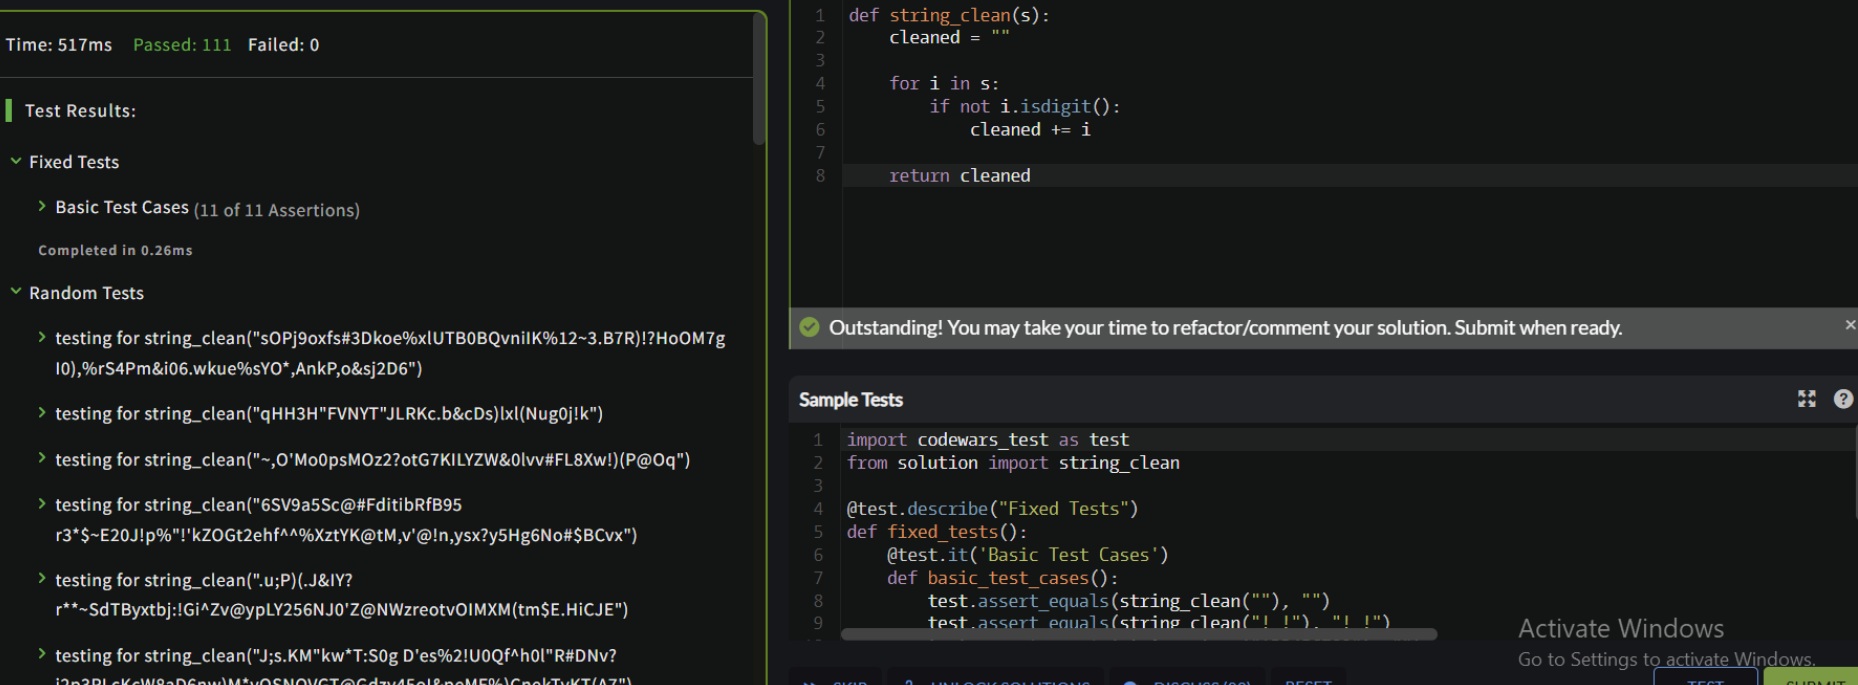 Time: 517ms Passed: 111 Failed: 0
Test Results:
Fixed Tests
Basic Test Cases (11 of 11 Assertions)
Completed in 0.26ms
Random Tests
testing for string_clean("sOPj9oxfs#3Dkoe%xlUTB0BQvniIK%12~3.B7R)!?HoOM7g
I0),%rS4Pm&i06.wkue%sYO*,AnkP,o&sj2D6")
testing for string_clean("qHH3H"FVNYT"JLRKc.b&cDs)lxl(Nug0j!k")
testing for string_clean("~,O'Mo0psMOz2?otG7KILYZW&0lvv#FL8Xw!)(P@Oq")
testing for string_clean("6SV9a5Sc@#FditibRfB95
r3*$~E20J!p%"!'kZOGt2ehf^^%XztYK@tM,v'@!n,ysx?y5Hg6No#$BCvx")
testing for string_clean(".u;P)(.J&IY?
r**~SdTByxtbj:!Gi^Zv@ypLY256NJ0'Z@NWzreotvOIMXM(tm$E.HiCJE")
testing for string_clean("J;s.KM"kw*T:S0g D'es%2!U0Qf^h0l"R#DNv?
1 def string_clean(s):
2 cleaned = ""
3
4 for i in s:
5 if not i.isdigit():
6 cleaned += i
7
8 return cleaned
Outstanding! You may take your time to refactor/comment your solution. Submit when ready.
Sample Tests
1 import codewars_test as test
2 from solution import string_clean
3
4 @test.describe("Fixed Tests")
5 def fixed_tests():
6 @test.it('Basic Test Cases')
7 def basic_test_cases():
8 test.assert_equals(string_clean(""), "")
9 test.assert_equals(string_clean("! !"), "! !")
Activate Windows
Go to Settings to activate Windows.
SKIP UNLOCK SOLUTIONS DISCUSS RESET TEST SUBMIT